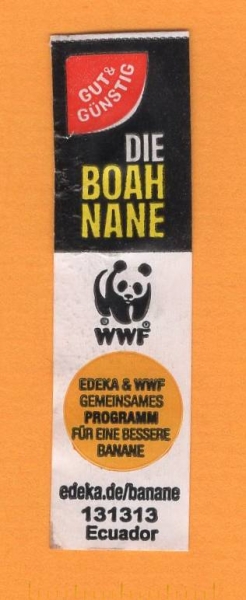 GUT&
GÜNSTIG
DIE
BOAH
NANE
WWF
EDEKA & WWF
GEMEINSAMES
PROGRAMM
FÜR EINE BESSERE
BANANE
edeka.de/banane
131313
Ecuador